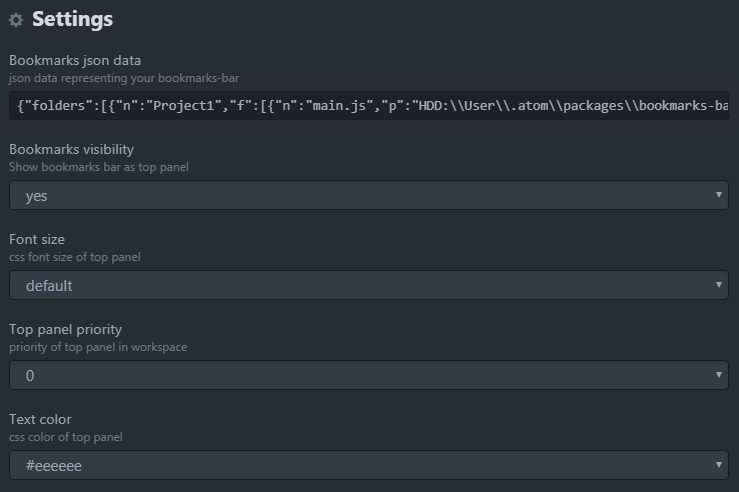 Settings
Bookmarks json data
json data representing your bookmarks-bar
{"folders":[{"n":"Project1","f":[{"n":"main.js","p":"HDD:\\User\\.atom\\packages\\bookmarks-ba
Bookmarks visibility
Show bookmarks bar as top panel
yes
Font size
css font size of top panel
default
Top panel priority
priority of top panel in workspace
0
Text color
css color of top panel
#eeeeee